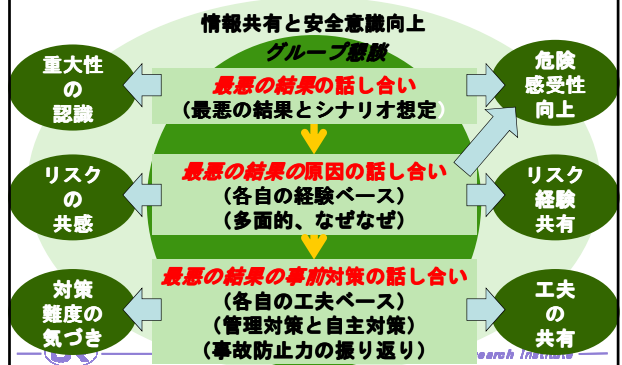 情報共有と安全意識向上
グループ懇談
重大性
の
認識
最悪の結果の話し合い
(最悪の結果とシナリオ想定)
危険
感受性
向上
リスク
の
共感
最悪の結果の原因の話し合い
(各自の経験ベース)
(多面的、なぜなぜ)
リスク
経験
共有
対策
難度の
気づき
最悪の結果の事前対策の話し合い
(各自の工夫ベース)
(管理対策と自主対策)
(事故防止力の振り返り)
工夫
の
共有
search Institute